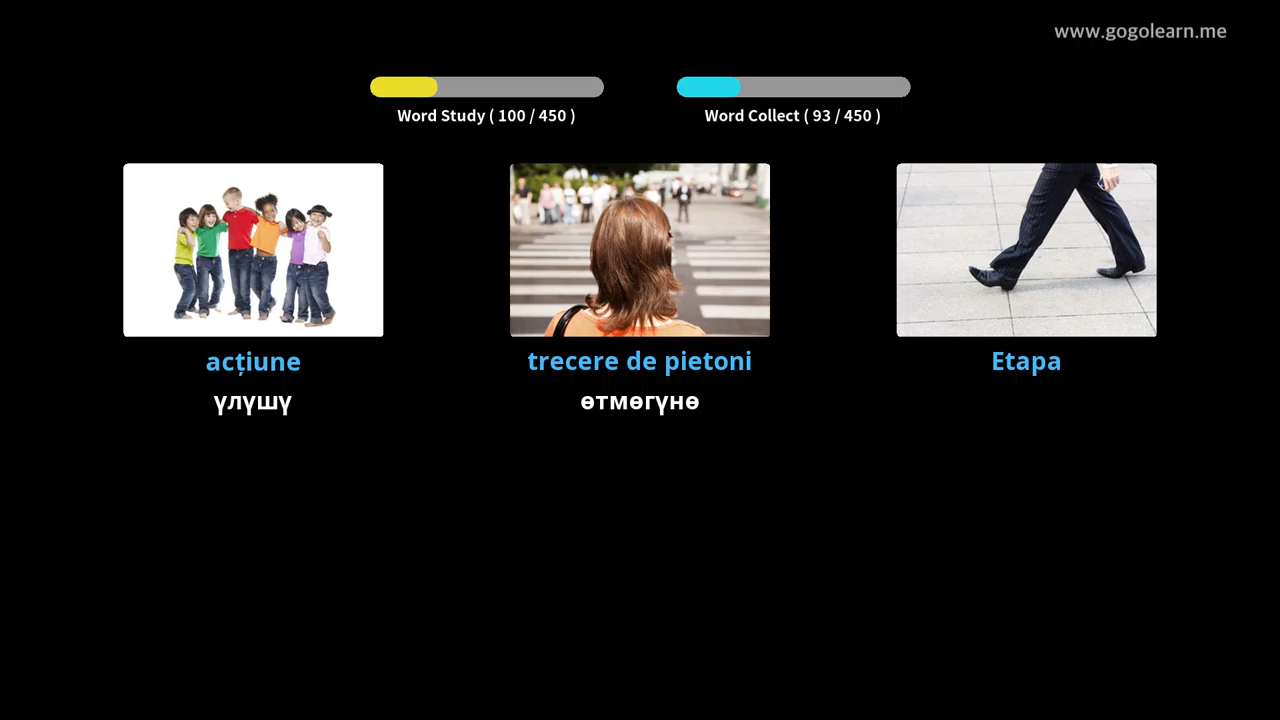 www.gogolearn.me
Word Study ( 100 / 450 )
Word Collect ( 93 / 450 )
acțiune
trecere de pietoni
Etapa
үлүшү
өтмөгүнө